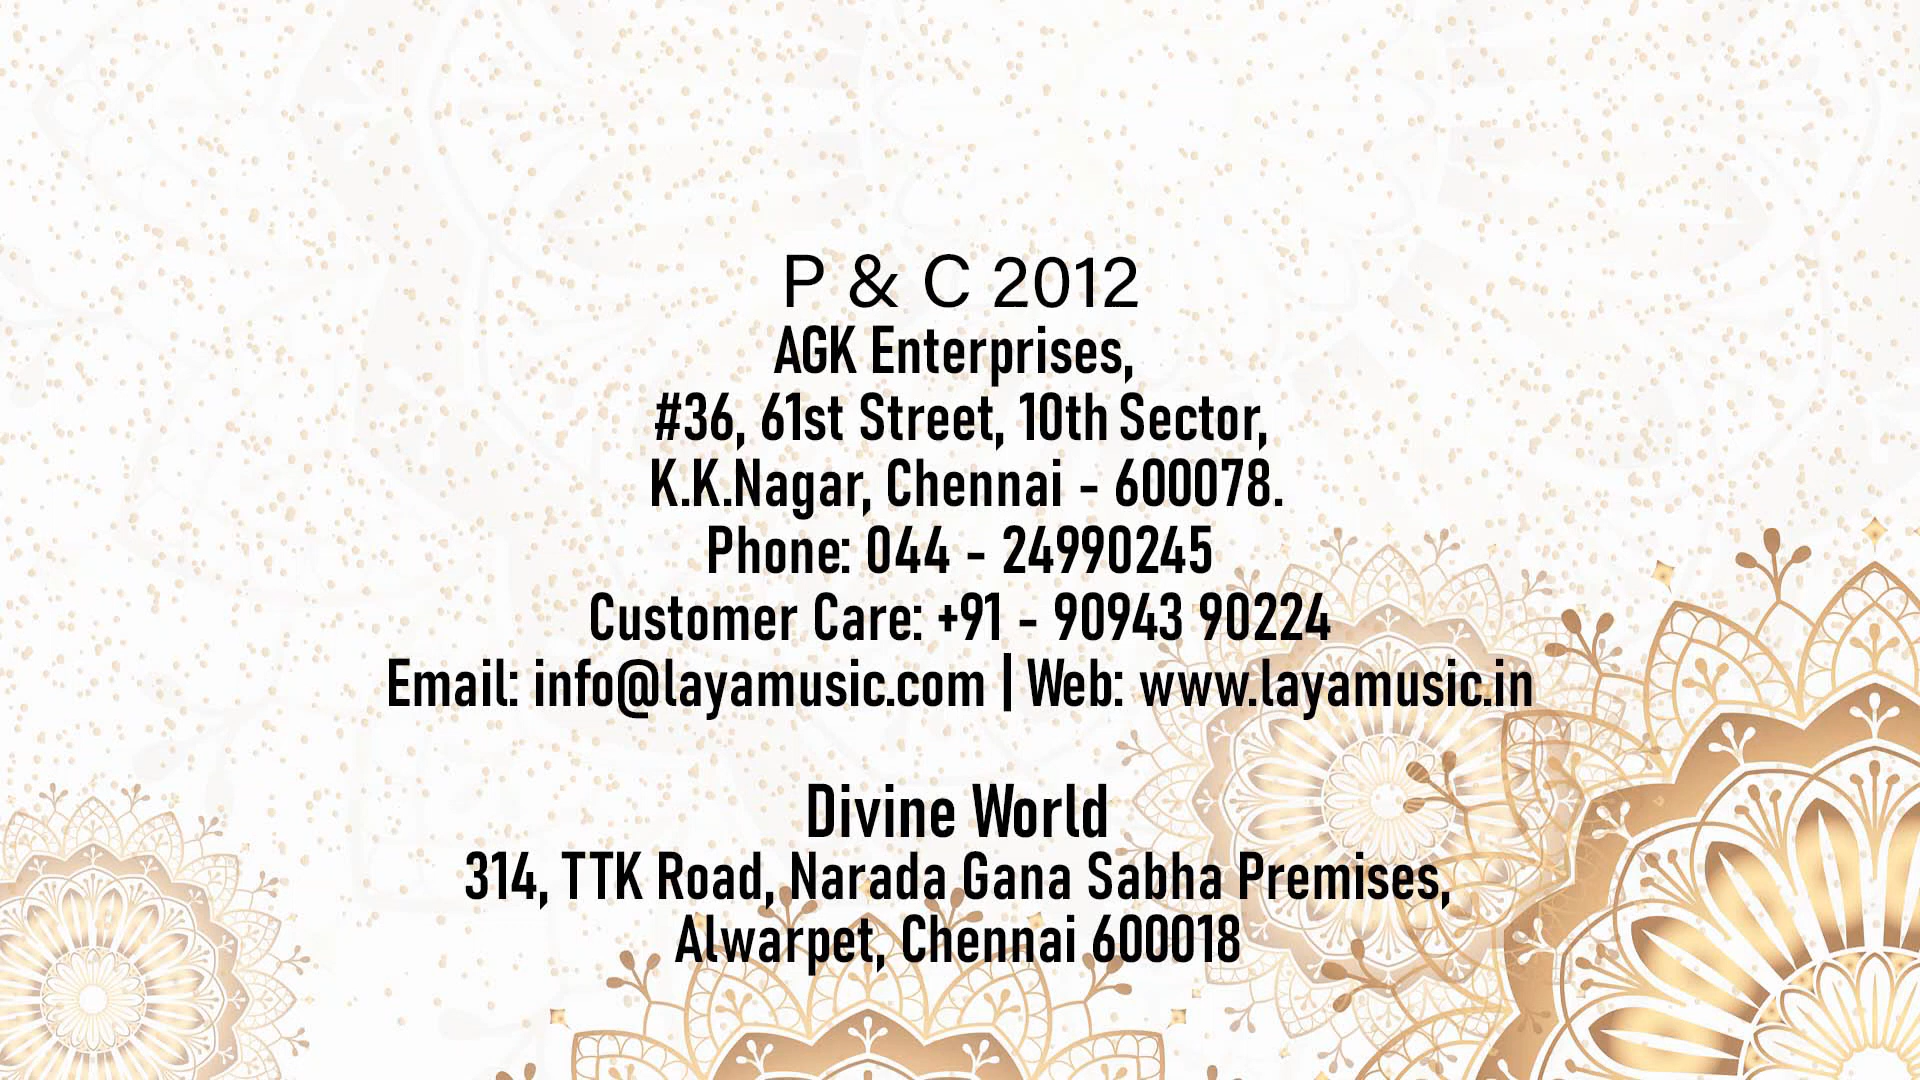 P & C 2012
AGK Enterprises,
#36, 61st Street, 10th Sector,
K.K.Nagar, Chennai - 600078.
Phone: 044 - 24990245
Customer Care: +91 - 90943 90224
Email: info@layamusic.com | Web: www.layamusic.in
Divine World
314, TTK Road, Narada Gana Sabha Premises,
Alwarpet, Chennai 600018